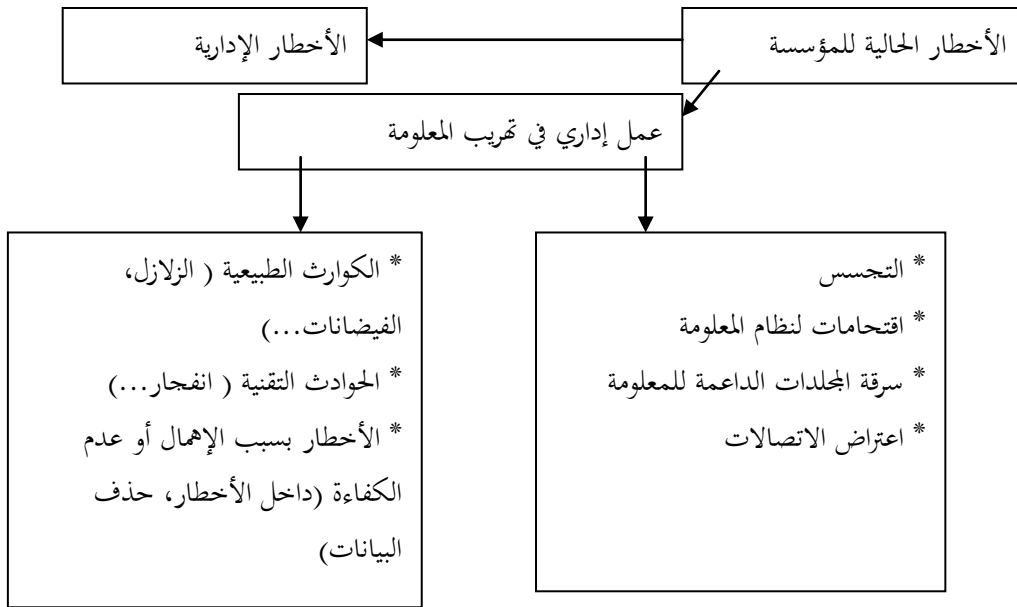 الأخطار الحالية للمؤسسة
الأخطار الإدارية
عمل إداري في تهريب المعلومة
* التجسس
* اقتحامات لنظام المعلومة
* سرقة المجلدات الداعمة للمعلومة
* اعتراض الاتصالات
* الكوارث الطبيعية ( الزلازل،
الفيضانات...)
* الحوادث التقنية ( انفجار...)
* الأخطار بسبب الإهمال أو عدم
الكفاءة (داخل الأخطار، حذف
البيانات)